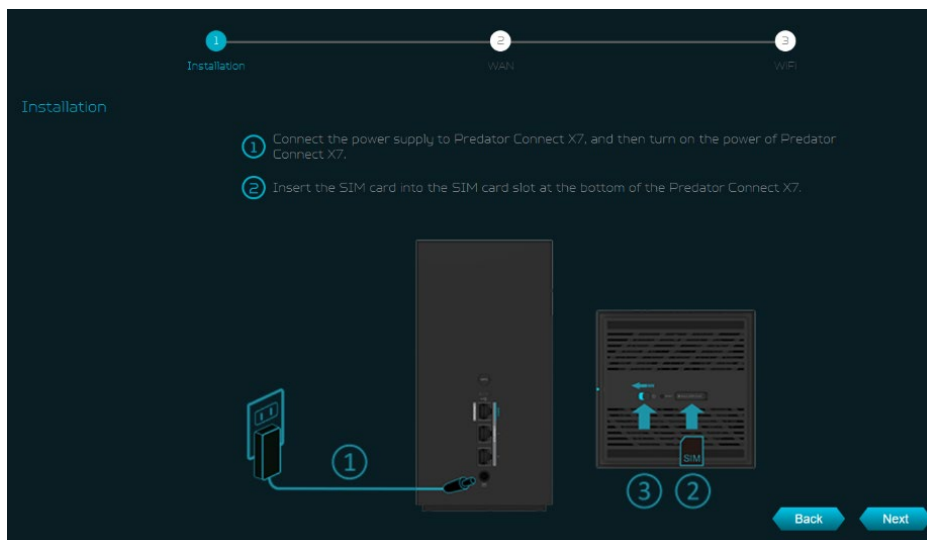 1
2
3
Installation
WAN
WiFi
Installation
1 Connect the power supply to Predator Connect X7, and then turn on the power of Predator
Connect X7.
2 Insert the SIM card into the SIM card slot at the bottom of the Predator Connect X7.
1
SIM
3
2
Back
Next